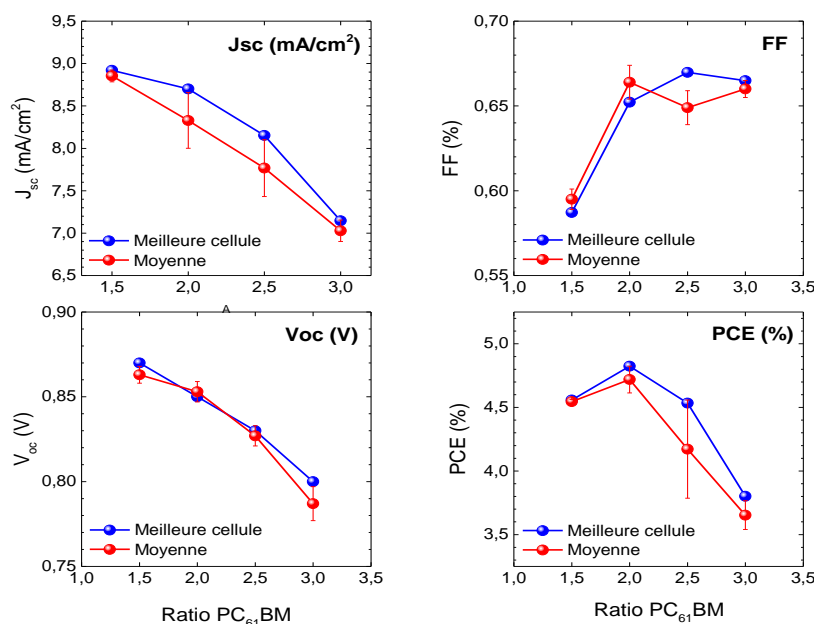 Jsc (mA/cm²)
9,0
8,5
8,0
7,5
7,0
6,5
J_sc (mA/cm²)
Meilleure cellule
Moyenne
1,5 2,0 2,5 3,0
FF
0,70
0,65
0,60
0,55
FF (%)
Meilleure cellule
Moyenne
1,0 1,5 2,0 2,5 3,0 3,5
A
Voc (V)
0,90
0,85
0,80
0,75
V_oc (V)
Meilleure cellule
Moyenne
1,0 1,5 2,0 2,5 3,0 3,5
Ratio PC₆₁BM
PCE (%)
5,0
4,5
4,0
3,5
PCE (%)
Meilleure cellule
Moyenne
1,0 1,5 2,0 2,5 3,0 3,5
Ratio PC₆₁BM